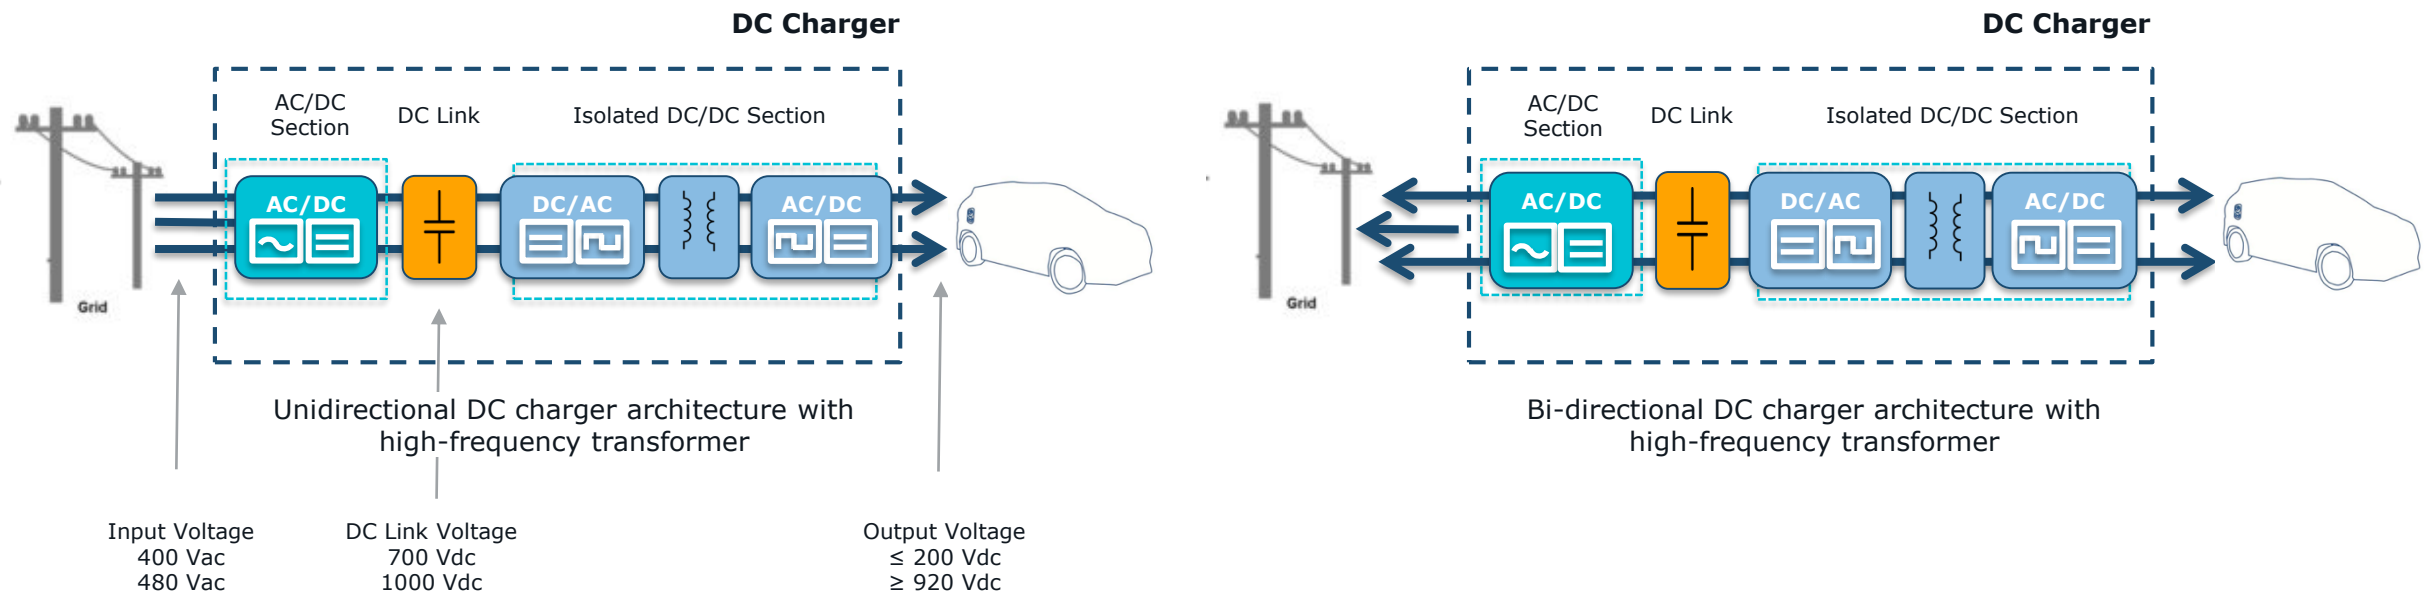 DC Charger
AC/DC
Section
DC Link
Isolated DC/DC Section
AC/DC
DC/AC
AC/DC
Grid
Unidirectional DC charger architecture with
high-frequency transformer
Input Voltage
400 Vac
480 Vac
DC Link Voltage
700 Vdc
1000 Vdc
Output Voltage
≤ 200 Vdc
≥ 920 Vdc
DC Charger
AC/DC
Section
DC Link
Isolated DC/DC Section
AC/DC
DC/AC
AC/DC
Grid
Bi-directional DC charger architecture with
high-frequency transformer